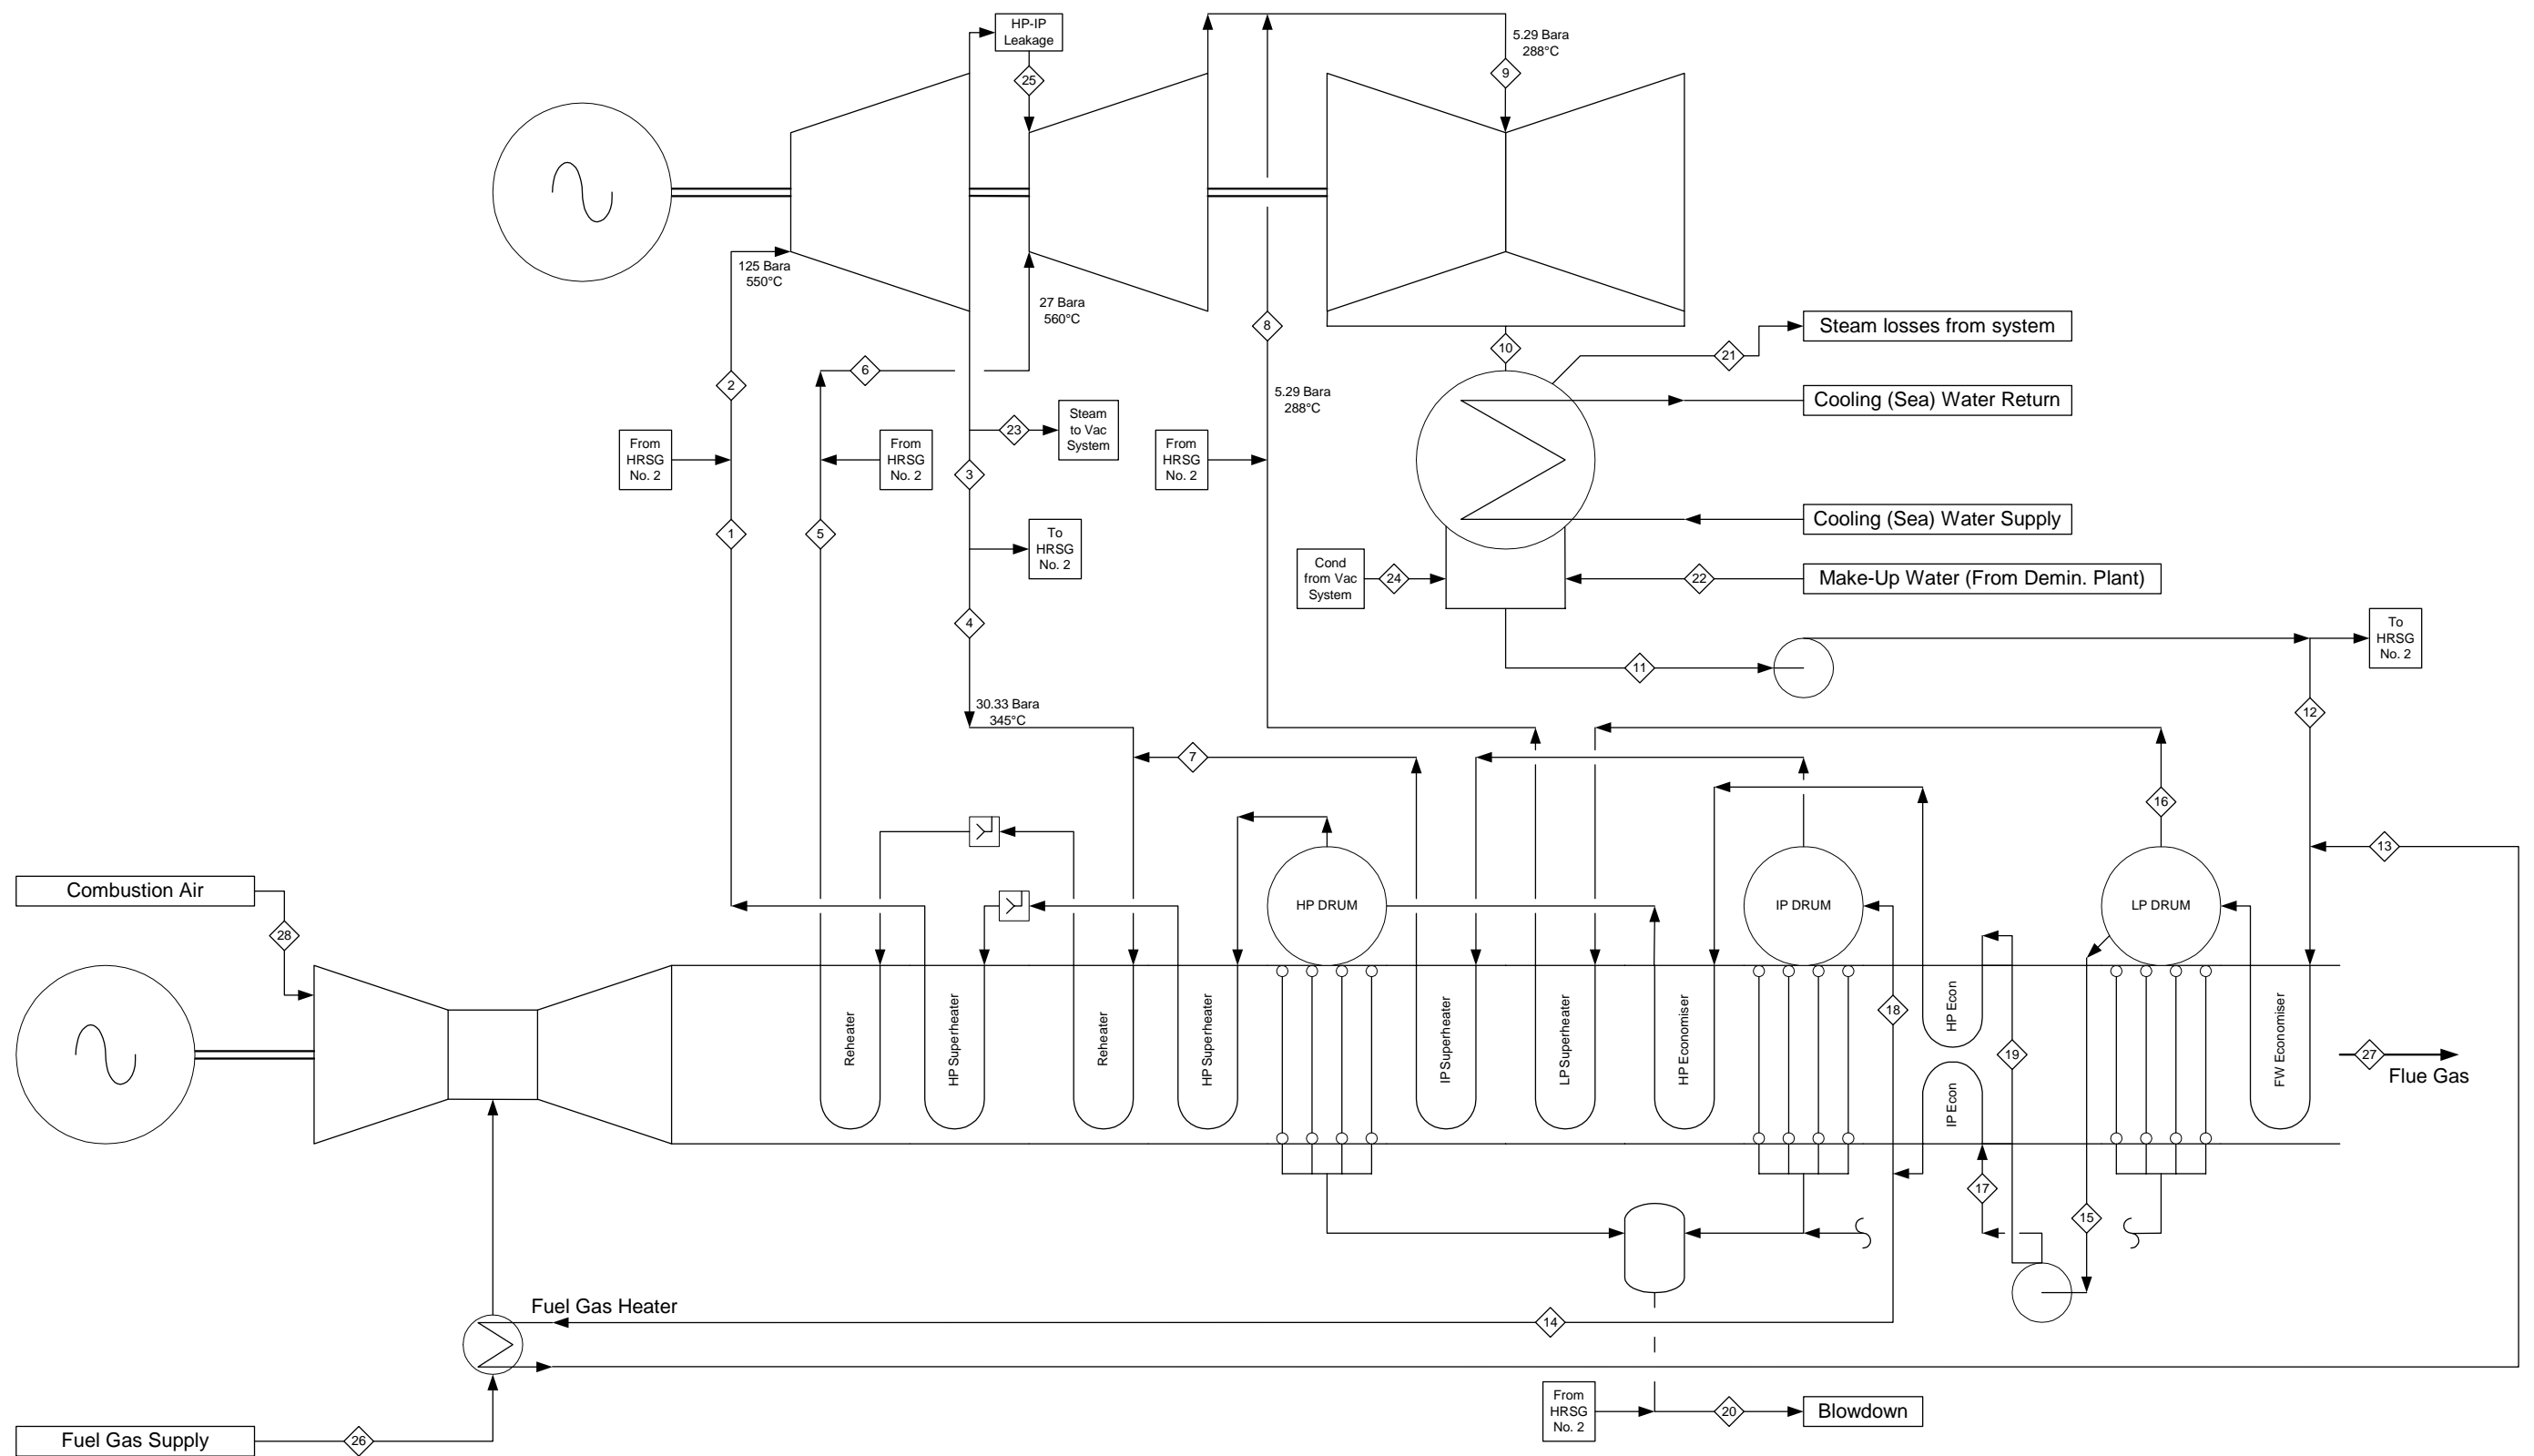 HP-IP
Leakage
25
5.29 Bara
288°C
9
125 Bara
550°C
27 Bara
560°C
8
Steam losses from system
10
21
6
2
5.29 Bara
288°C
Cooling (Sea) Water Return
Steam
to Vac
System
23
From
HRSG
No. 2
From
HRSG
No. 2
3
From
HRSG
No. 2
1
5
To
HRSG
No. 2
Cooling (Sea) Water Supply
Cond
from Vac
System
24
22
Make-Up Water (From Demin. Plant)
4
To
HRSG
No. 2
11
12
30.33 Bara
345°C
7
16
13
Combustion Air
28
HP DRUM
IP DRUM
LP DRUM
18
19
Reheater
HP Superheater
Reheater
HP Superheater
IP Superheater
LP Superheater
HP Economiser
HP Econ
IP Econ
FW Economiser
27
Flue Gas
17
15
Fuel Gas Heater
14
From
HRSG
No. 2
20
Blowdown
Fuel Gas Supply
26